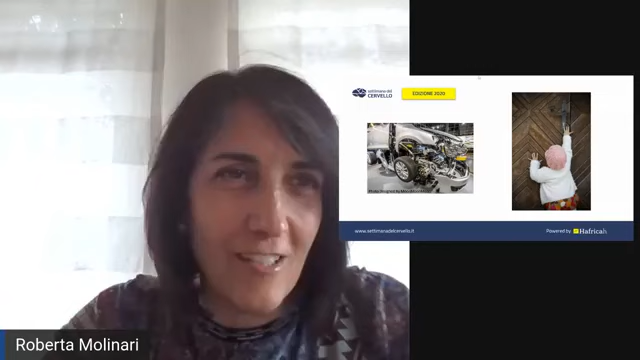 settimana del
CERVELLO
EDIZIONE 2020
www.settimanadelcervello.it
Powered by
Hafricah
Roberta Molinari